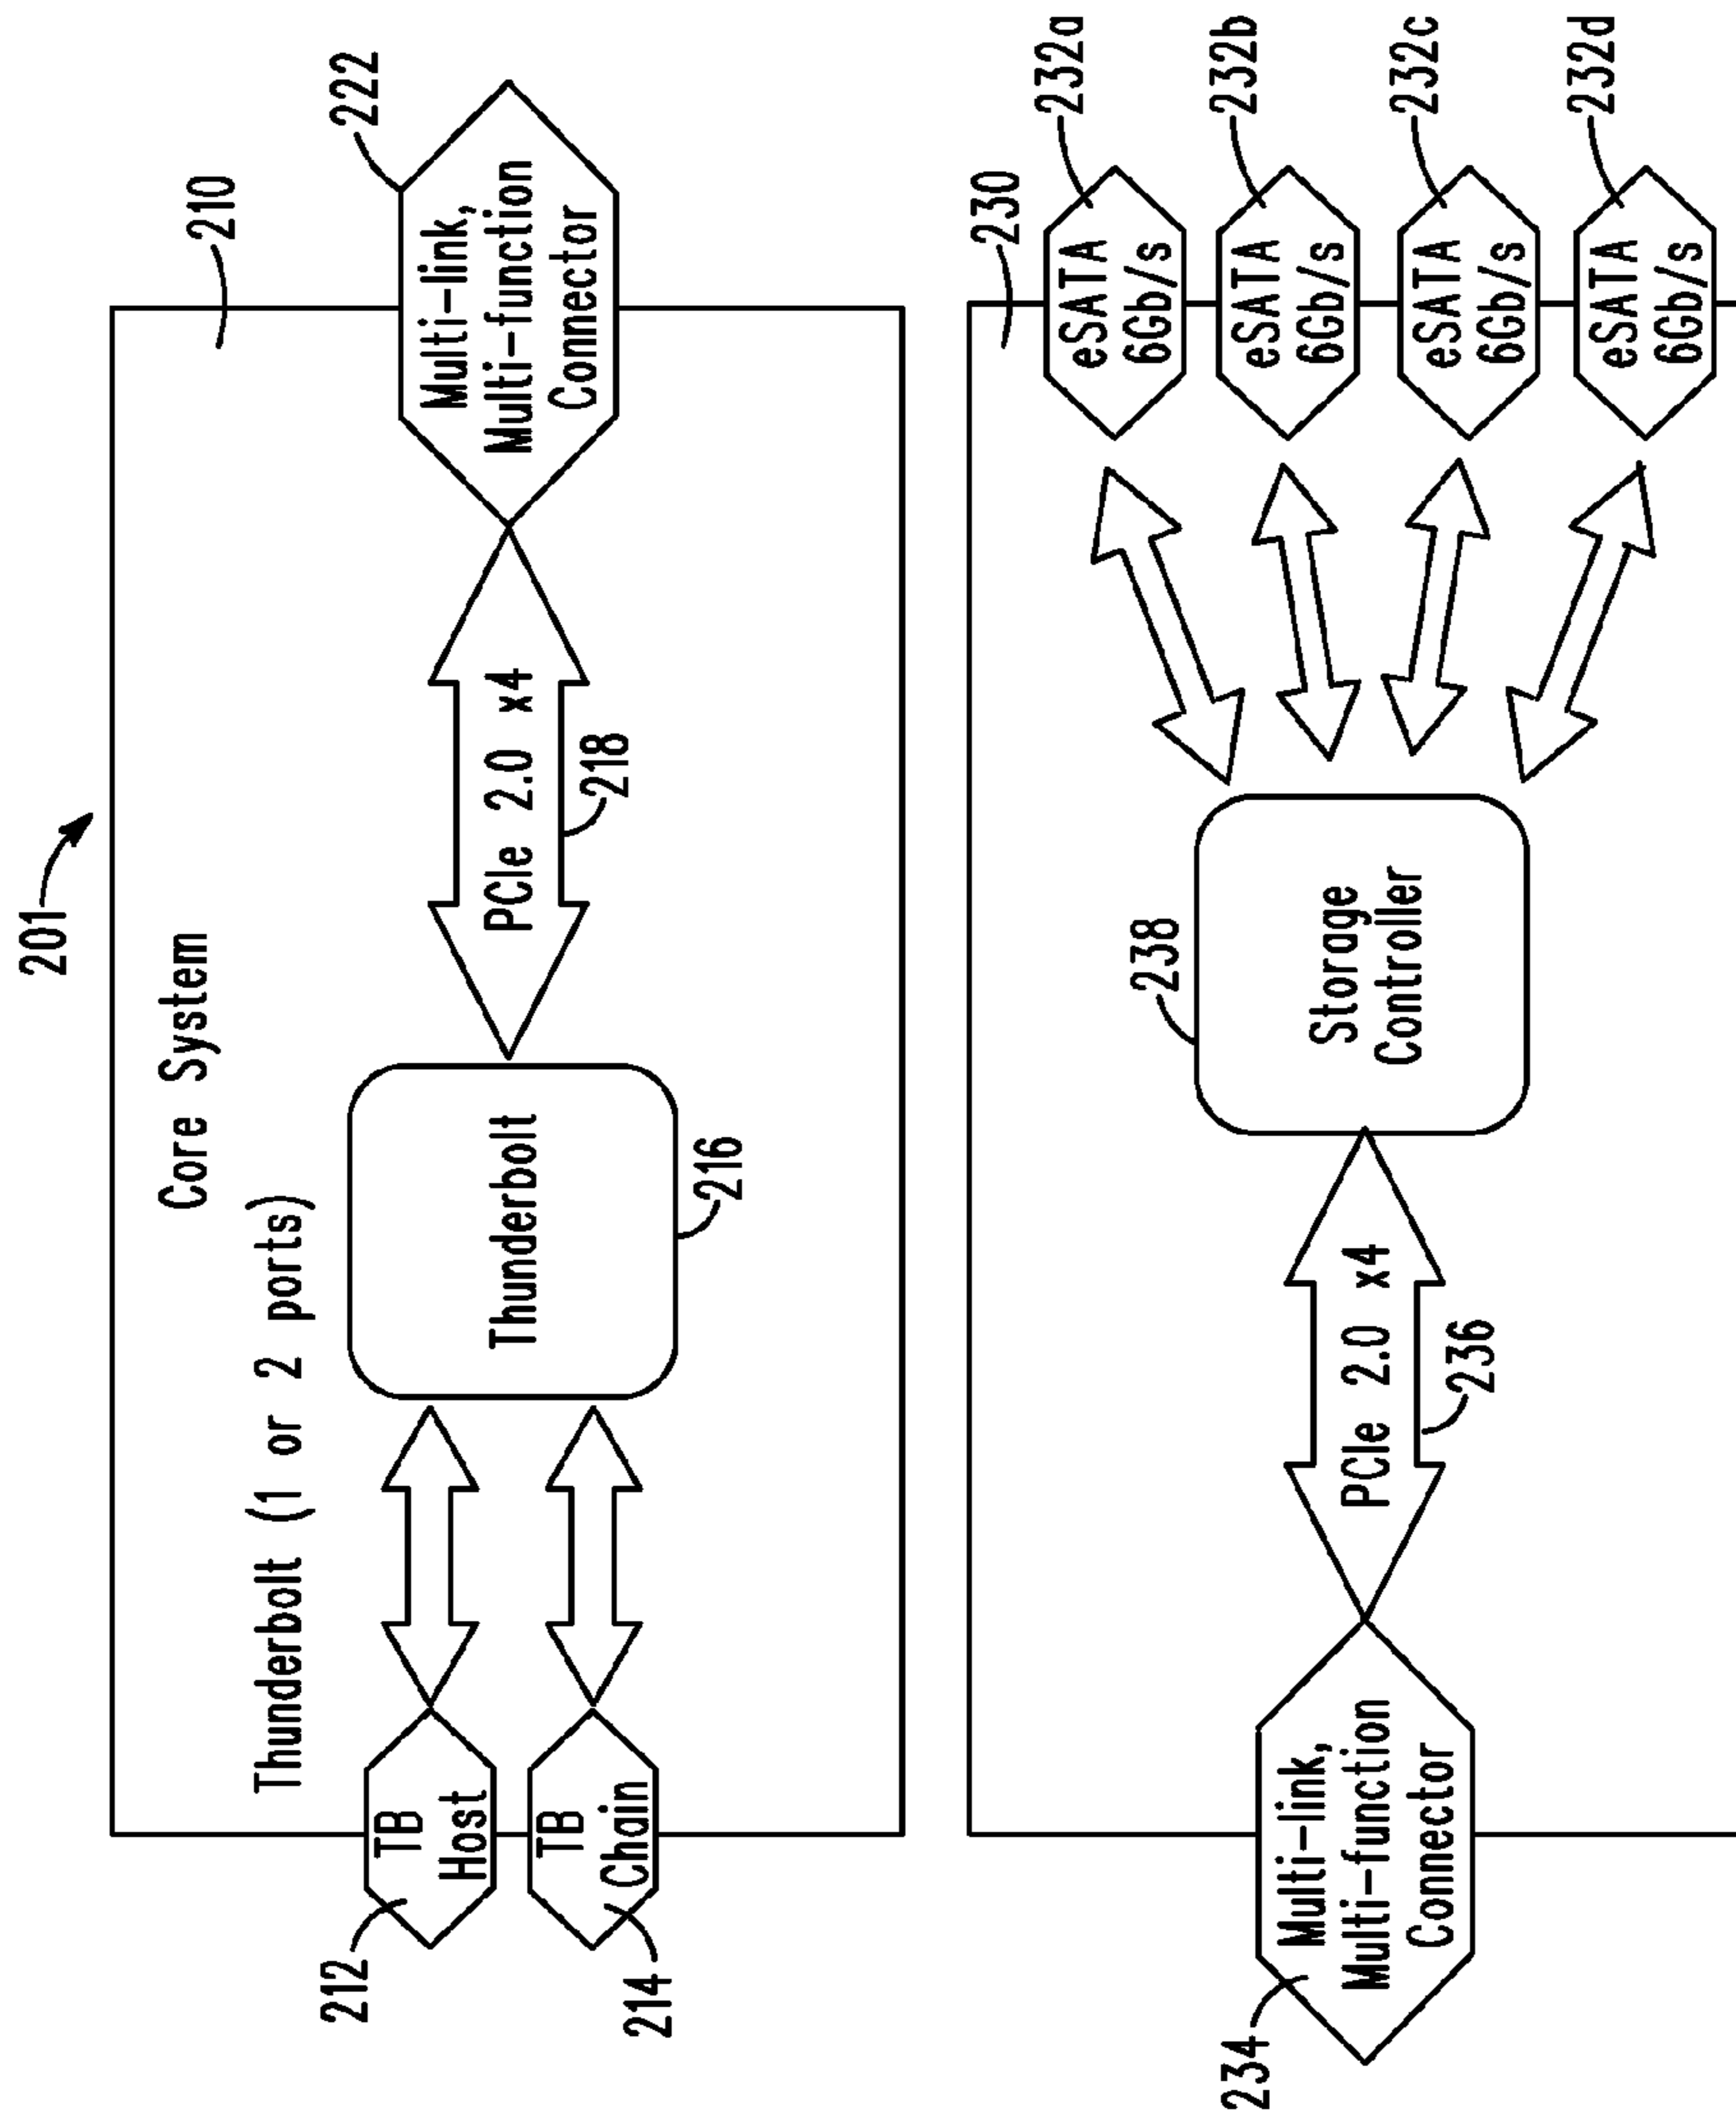 201
Core System
210
Thunderbolt (1 or 2 ports)
212
TB
Host
214
TB
Chain
Thunderbolt
216
PCIe 2.0 x4
218
Multi-link,
Multi-function
Connector
222
230
234
Multi-link,
Multi-function
Connector
PCIe 2.0 x4
236
238
Storage
Controller
eSATA
6Gb/s
232a
eSATA
6Gb/s
232b
eSATA
6Gb/s
232c
eSATA
6Gb/s
232d